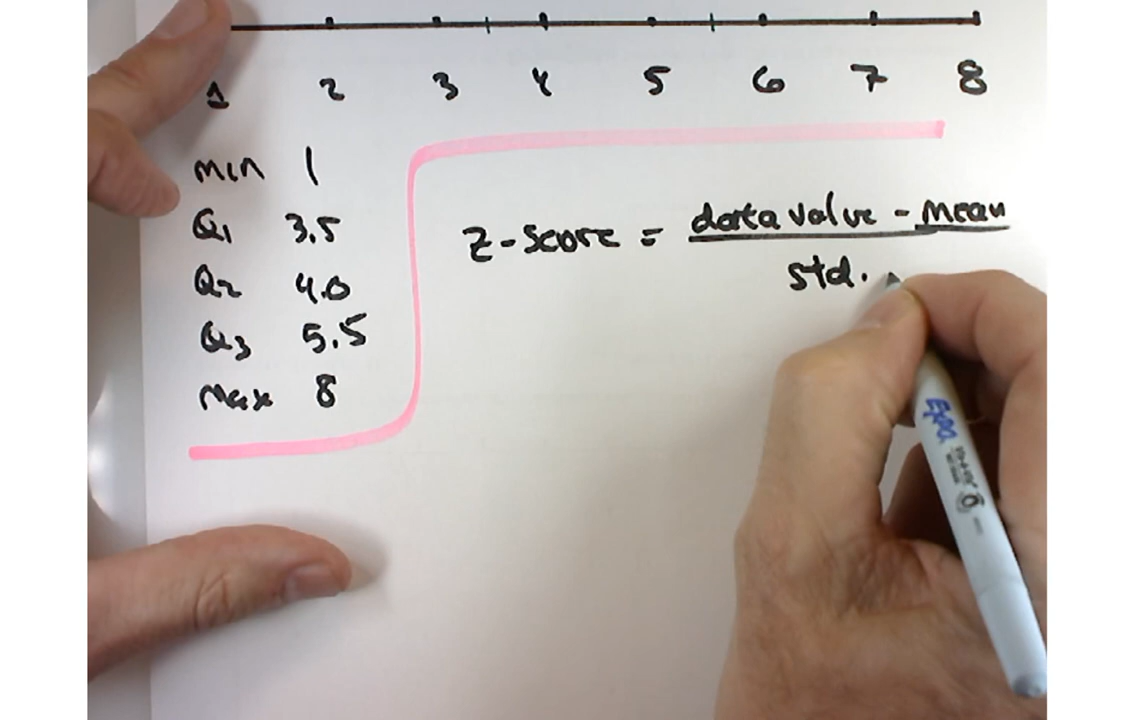 1 2 3 4 5 6 7 8
min 1
Q1 3.5
Q2 4.0
Q3 5.5
Max 8
z-score = data value - mean
std.
Expo